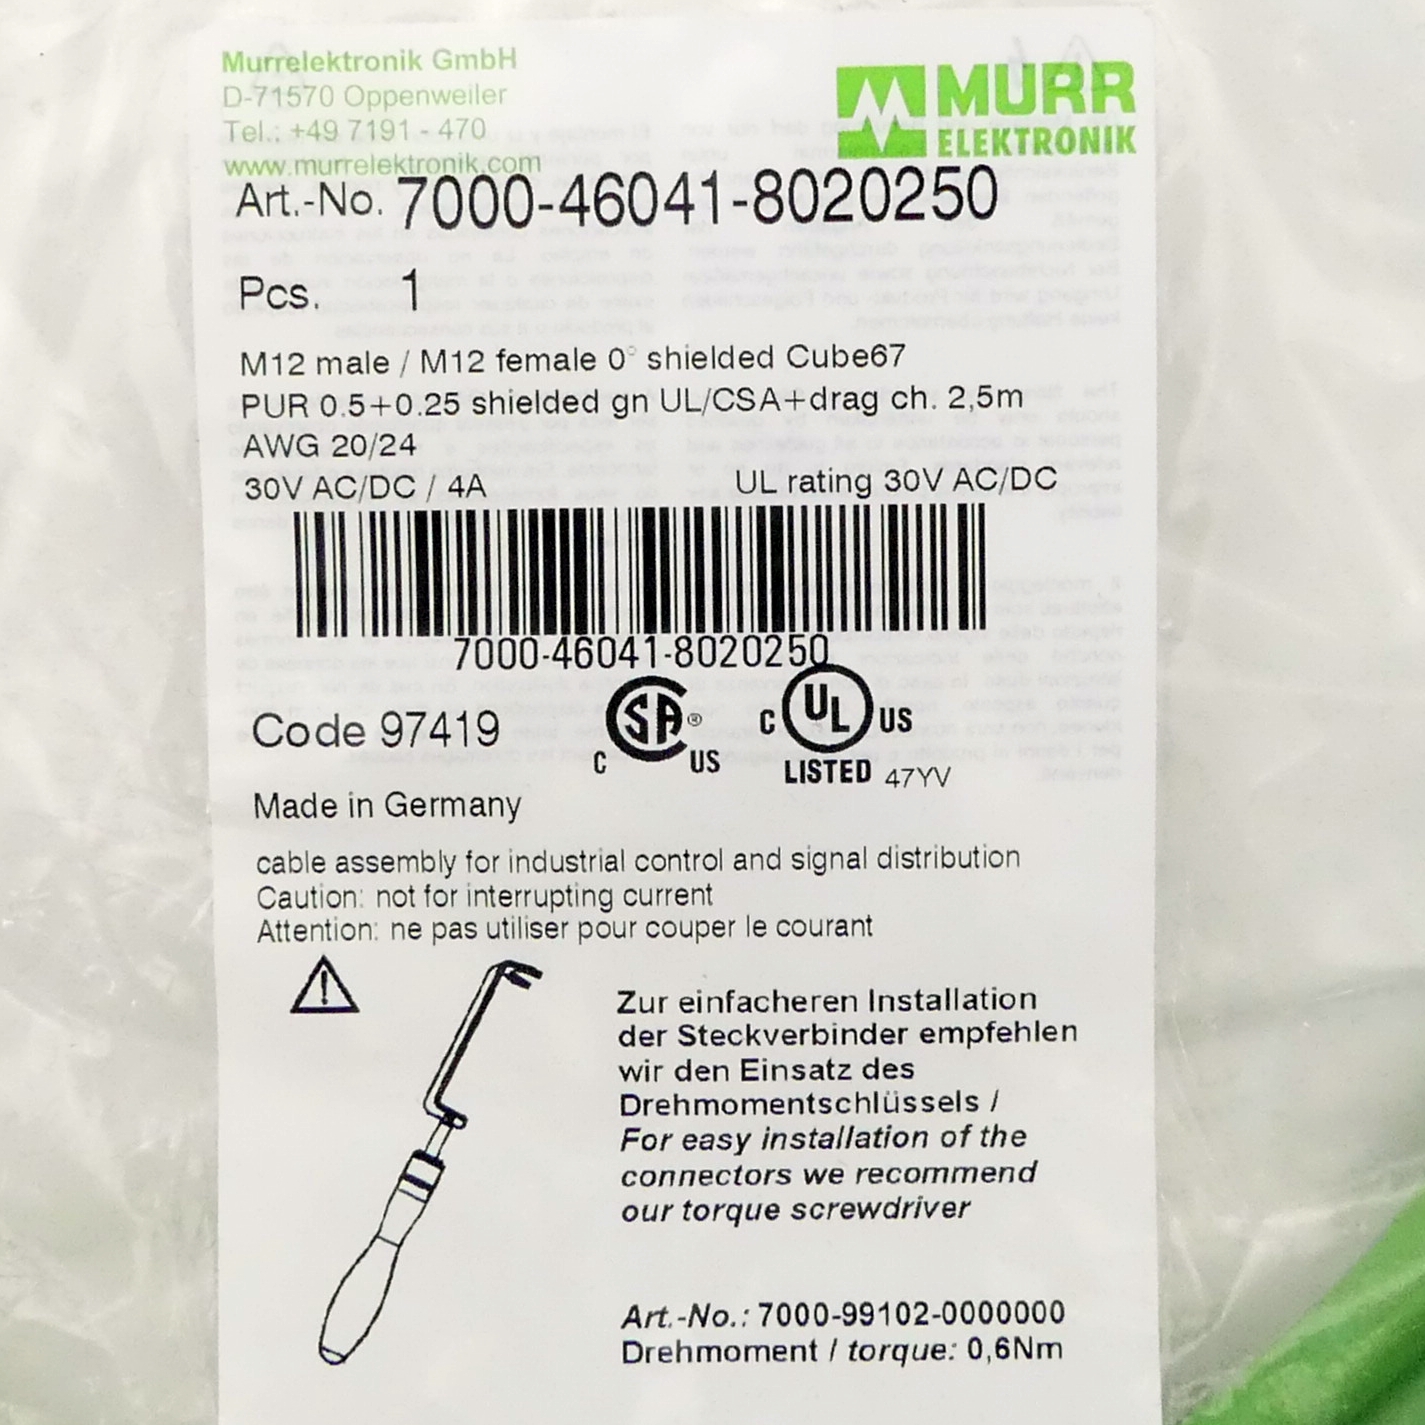 Murrelektronik GmbH
D-71570 Oppenweiler
Tel.: +49 7191 - 470
www.murrelektronik.com
MURR
ELEKTRONIK
Art.-No. 7000-46041-8020250
Pcs. 1
M12 male / M12 female 0° shielded Cube67
PUR 0.5+0.25 shielded gn UL/CSA+drag ch. 2,5m
AWG 20/24
30V AC/DC / 4A UL rating 30V AC/DC
7000-46041-8020250
Code 97419
C SA® US
C UL US
LISTED 47YV
Made in Germany
cable assembly for industrial control and signal distribution
Caution: not for interrupting current
Attention: ne pas utiliser pour couper le courant
Zur einfacheren Installation
der Steckverbinder empfehlen
wir den Einsatz des
Drehmomentschlüssels /
For easy installation of the
connectors we recommend
our torque screwdriver
Art.-No.: 7000-99102-0000000
Drehmoment / torque: 0,6Nm